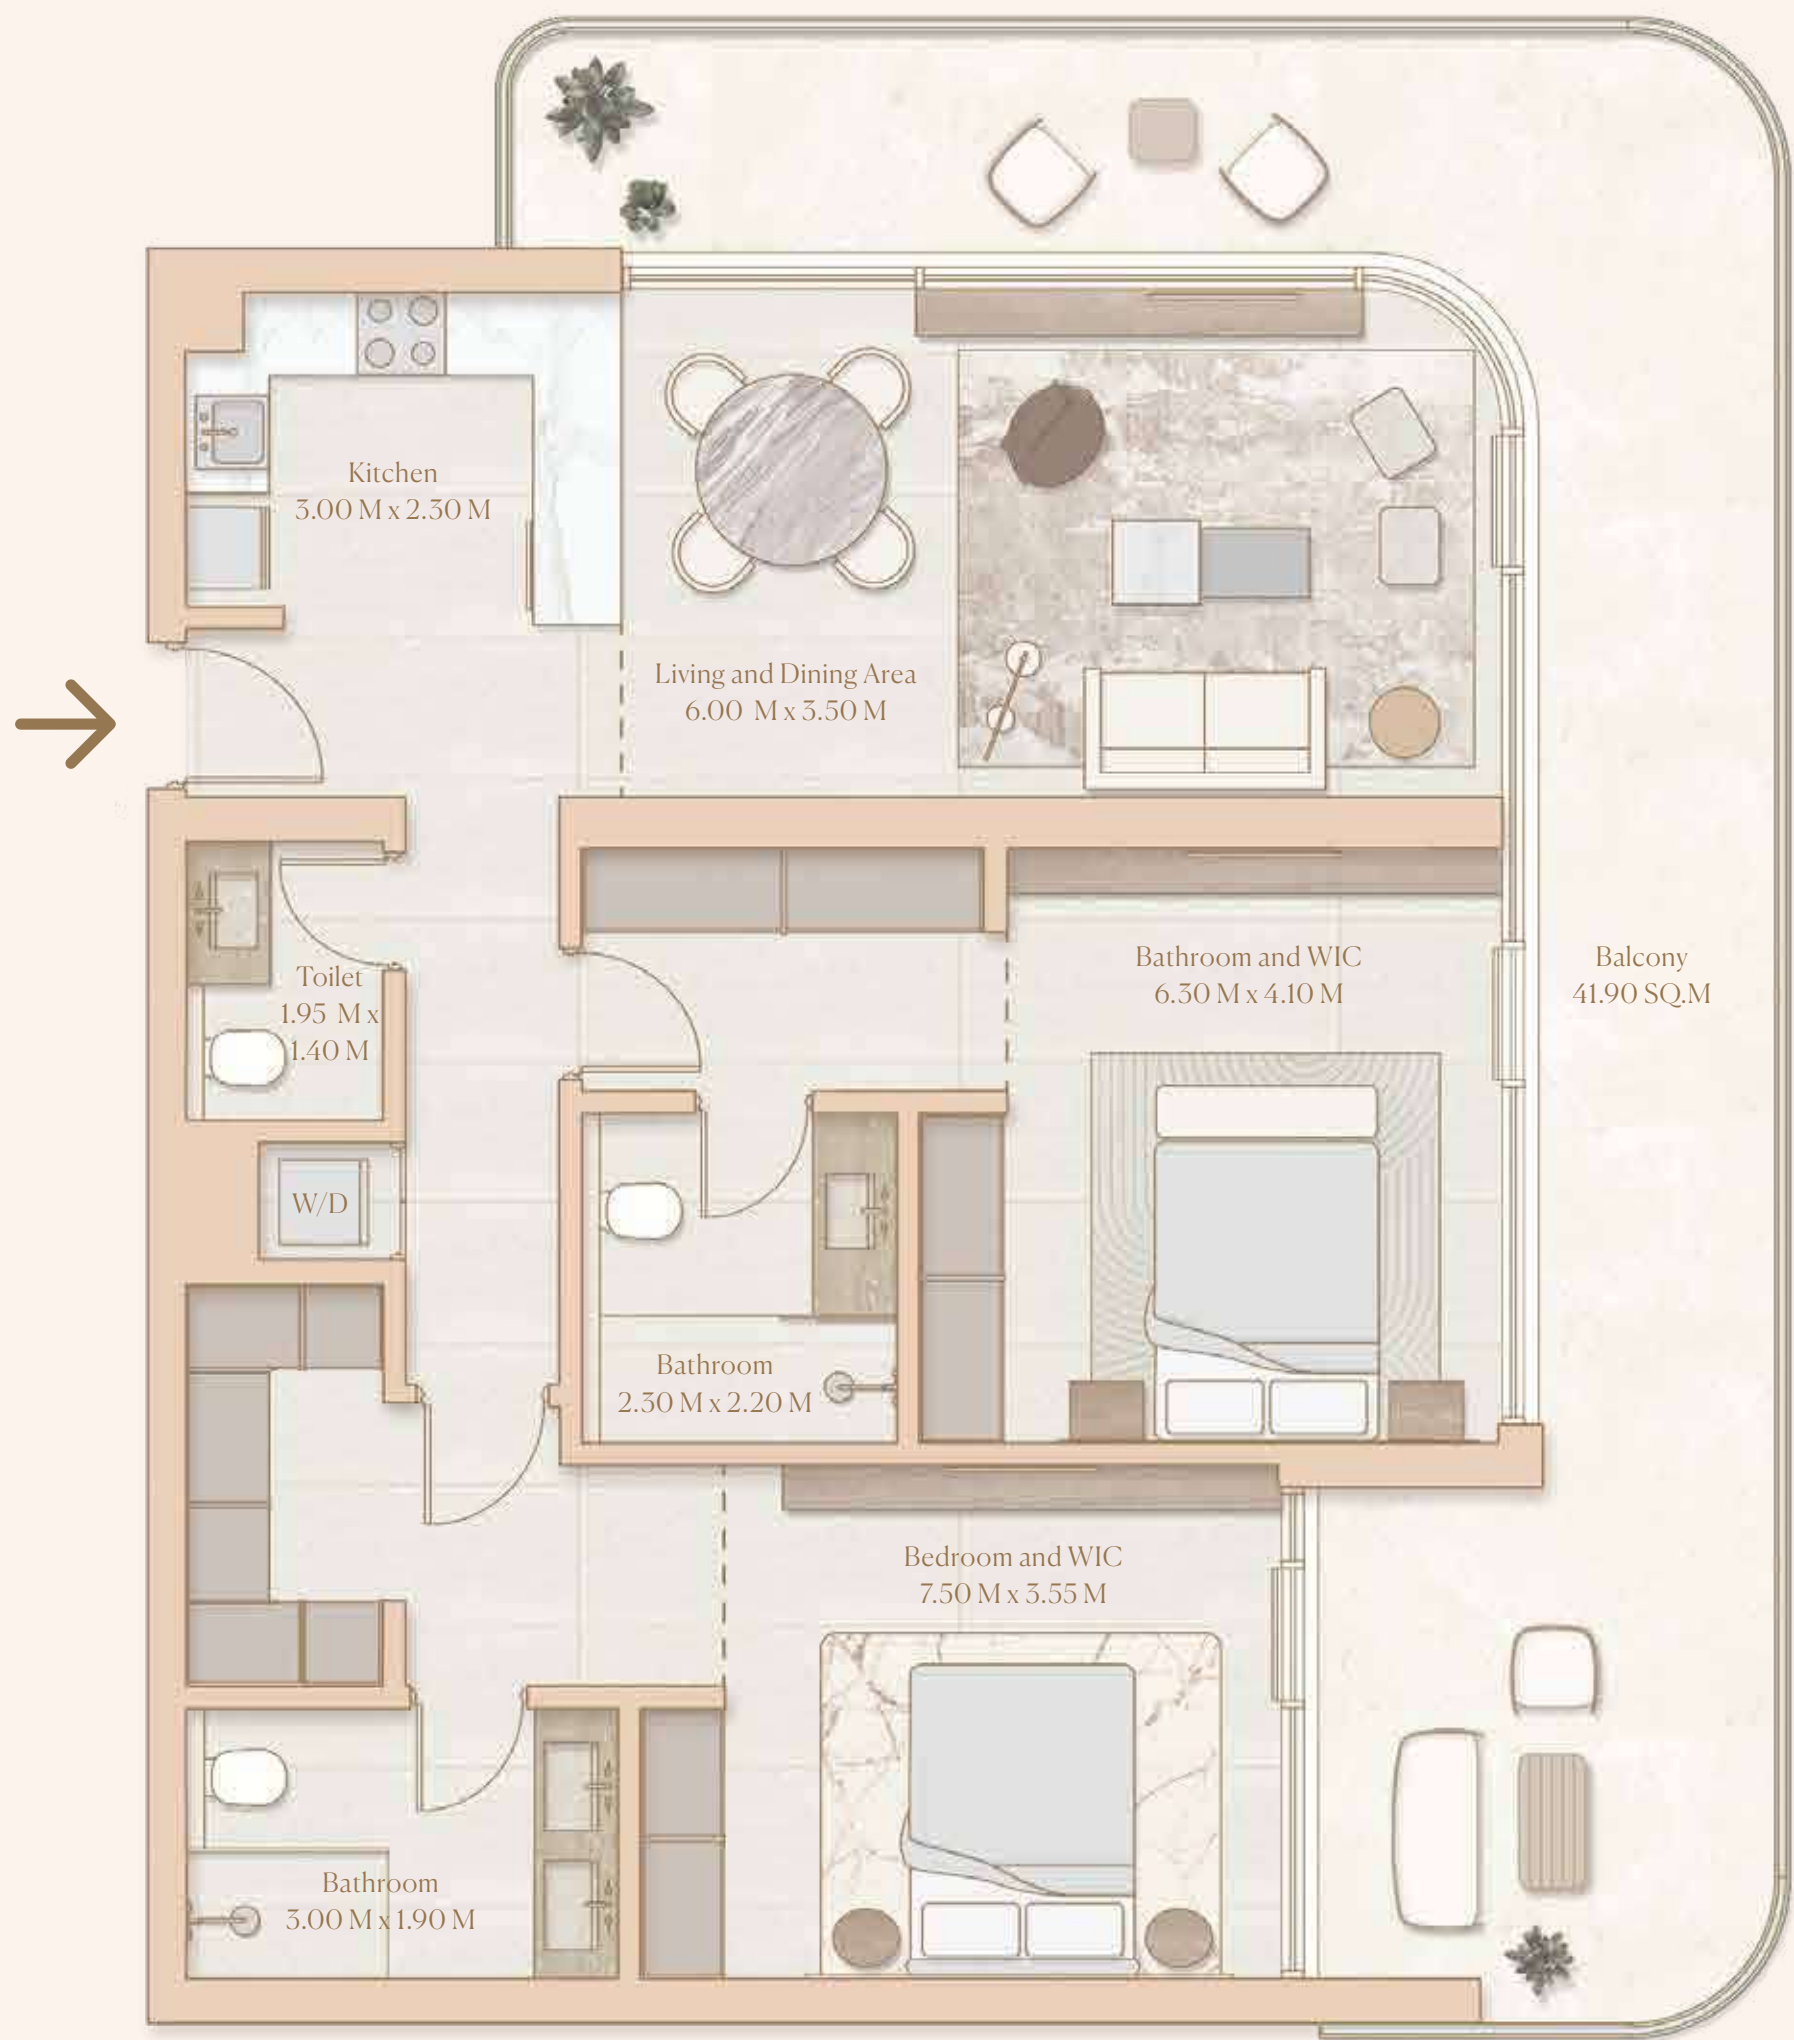 Kitchen
3.00 M x 2.30 M
Living and Dining Area
6.00 M x 3.50 M
Toilet
1.95 M x
1.40 M
Bathroom and WIC
6.30 M x 4.10 M
Balcony
41.90 SQ.M
W/D
Bathroom
2.30 M x 2.20 M
Bedroom and WIC
7.50 M x 3.55 M
Bathroom
3.00 M x 1.90 M